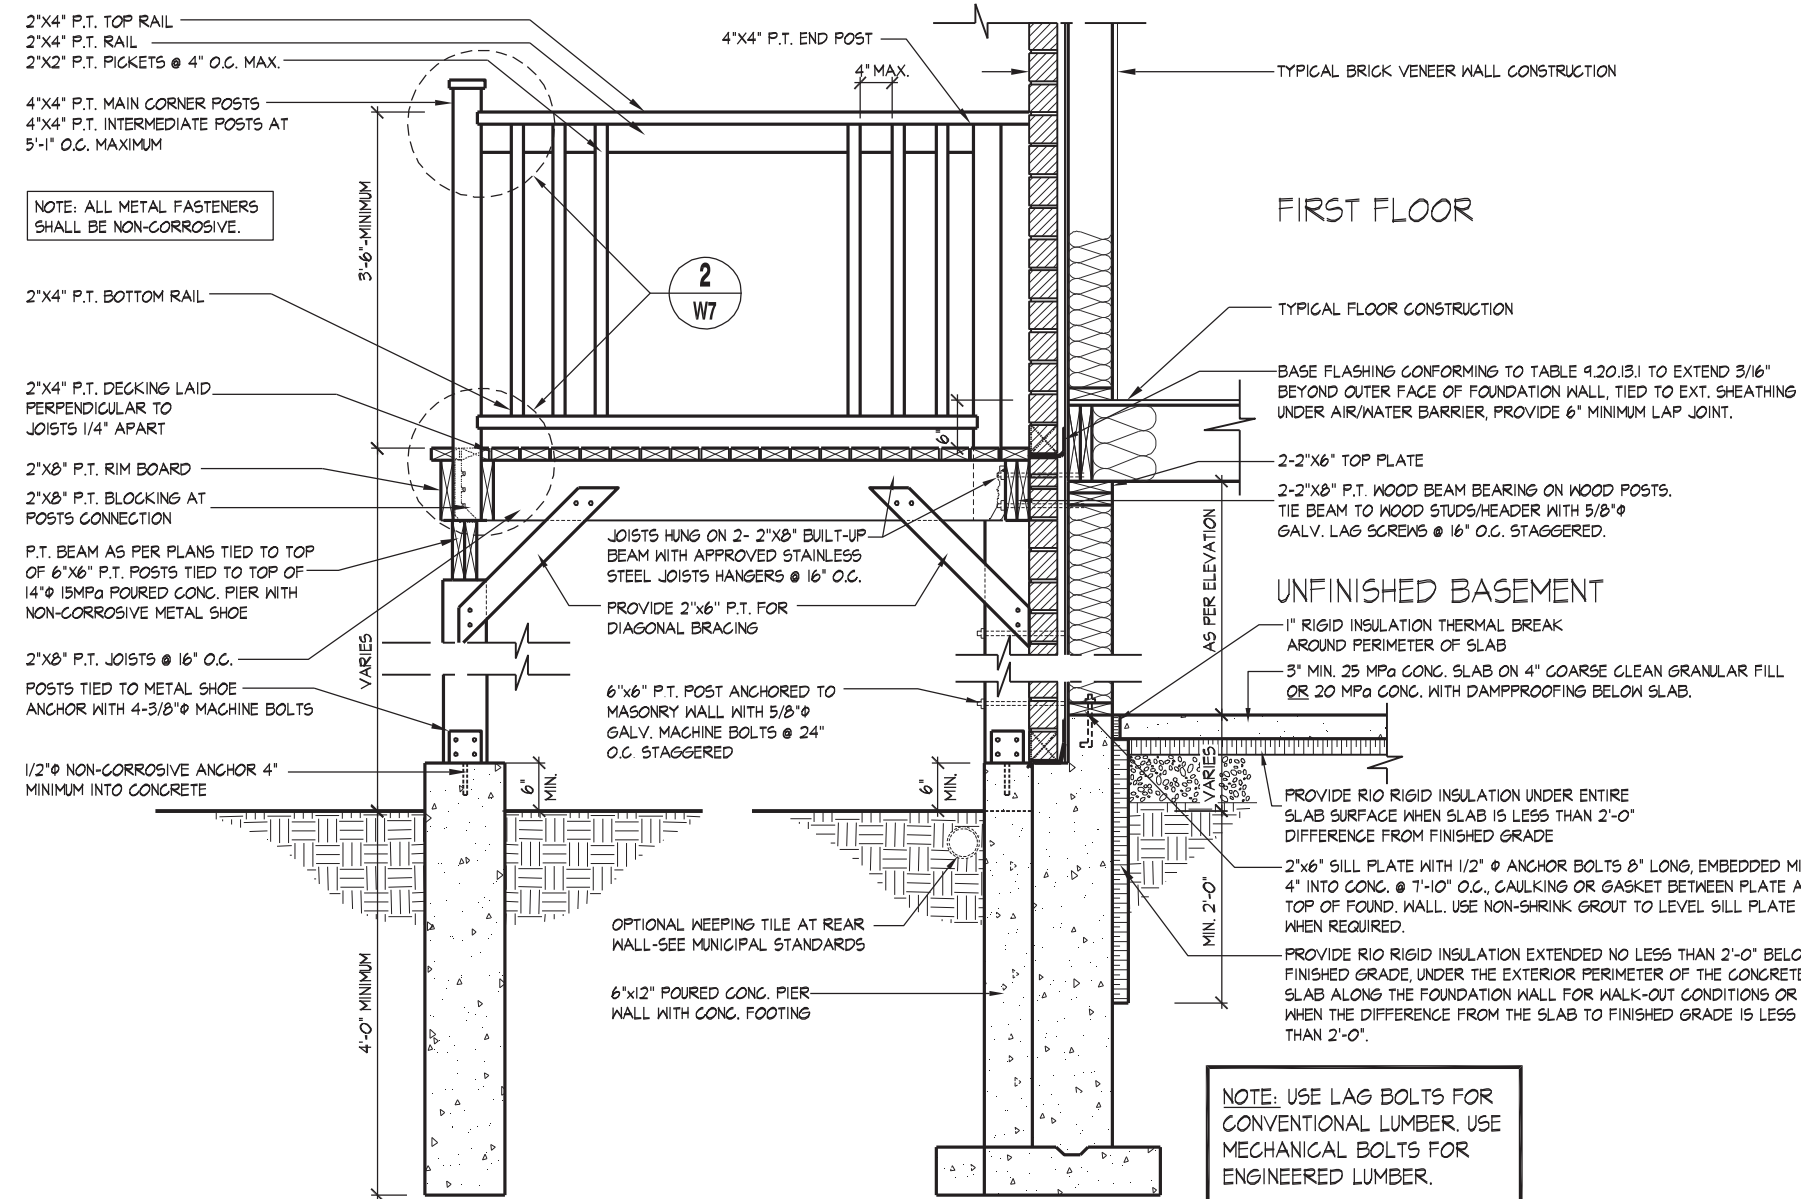 2"X4" P.T. TOP RAIL
2"X4" P.T. RAIL
2"X2" P.T. PICKETS @ 4" O.C. MAX.
4"X4" P.T. MAIN CORNER POSTS
4"X4" P.T. INTERMEDIATE POSTS AT
5'-1" O.C. MAXIMUM
NOTE: ALL METAL FASTENERS
SHALL BE NON-CORROSIVE.
2"X4" P.T. BOTTOM RAIL
2"X4" P.T. DECKING LAID
PERPENDICULAR TO
JOISTS 1/4" APART
2"X8" P.T. RIM BOARD
2"X8" P.T. BLOCKING AT
POSTS CONNECTION
P.T. BEAM AS PER PLANS TIED TO TOP
OF 6"X6" P.T. POSTS TIED TO TOP OF
14"Φ 15MPa POURED CONC. PIER WITH
NON-CORROSIVE METAL SHOE
2"X8" P.T. JOISTS @ 16" O.C.
POSTS TIED TO METAL SHOE
ANCHOR WITH 4-3/8"Φ MACHINE BOLTS
1/2"Φ NON-CORROSIVE ANCHOR 4"
MINIMUM INTO CONCRETE
3'-6"-MINIMUM
VARIES
4'-0" MINIMUM
4"X4" P.T. END POST
4" MAX.
2
W7
6"
JOISTS HUNG ON 2- 2"X8" BUILT-UP
BEAM WITH APPROVED STAINLESS
STEEL JOISTS HANGERS @ 16" O.C.
PROVIDE 2"x6" P.T. FOR
DIAGONAL BRACING
6"x6" P.T. POST ANCHORED TO
MASONRY WALL WITH 5/8"Φ
GALV. MACHINE BOLTS @ 24"
O.C. STAGGERED
6"
MIN.
6"
MIN.
OPTIONAL WEEPING TILE AT REAR
WALL-SEE MUNICIPAL STANDARDS
6"x12" POURED CONC. PIER
WALL WITH CONC. FOOTING
TYPICAL BRICK VENEER WALL CONSTRUCTION
FIRST FLOOR
TYPICAL FLOOR CONSTRUCTION
BASE FLASHING CONFORMING TO TABLE 9.20.13.1 TO EXTEND 3/16"
BEYOND OUTER FACE OF FOUNDATION WALL, TIED TO EXT. SHEATHING
UNDER AIR/WATER BARRIER, PROVIDE 6" MINIMUM LAP JOINT.
2-2"X6" TOP PLATE
2-2"X8" P.T. WOOD BEAM BEARING ON WOOD POSTS.
TIE BEAM TO WOOD STUDS/HEADER WITH 5/8"Φ
GALV. LAG SCREWS @ 16" O.C. STAGGERED.
AS PER ELEVATION
UNFINISHED BASEMENT
1" RIGID INSULATION THERMAL BREAK
AROUND PERIMETER OF SLAB
3" MIN. 25 MPa CONC. SLAB ON 4" COARSE CLEAN GRANULAR FILL
OR 20 MPa CONC. WITH DAMPPROOFING BELOW SLAB.
VARIES
MIN. 2'-0"
PROVIDE R10 RIGID INSULATION UNDER ENTIRE
SLAB SURFACE WHEN SLAB IS LESS THAN 2'-0"
DIFFERENCE FROM FINISHED GRADE
2"x6" SILL PLATE WITH 1/2" Φ ANCHOR BOLTS 8" LONG, EMBEDDED MI
4" INTO CONC. @ 7'-10" O.C., CAULKING OR GASKET BETWEEN PLATE A
TOP OF FOUND. WALL. USE NON-SHRINK GROUT TO LEVEL SILL PLATE
WHEN REQUIRED.
PROVIDE R10 RIGID INSULATION EXTENDED NO LESS THAN 2'-0" BELO
FINISHED GRADE, UNDER THE EXTERIOR PERIMETER OF THE CONCRETE
SLAB ALONG THE FOUNDATION WALL FOR WALK-OUT CONDITIONS OR
WHEN THE DIFFERENCE FROM THE SLAB TO FINISHED GRADE IS LESS
THAN 2'-0".
NOTE: USE LAG BOLTS FOR
CONVENTIONAL LUMBER. USE
MECHANICAL BOLTS FOR
ENGINEERED LUMBER.